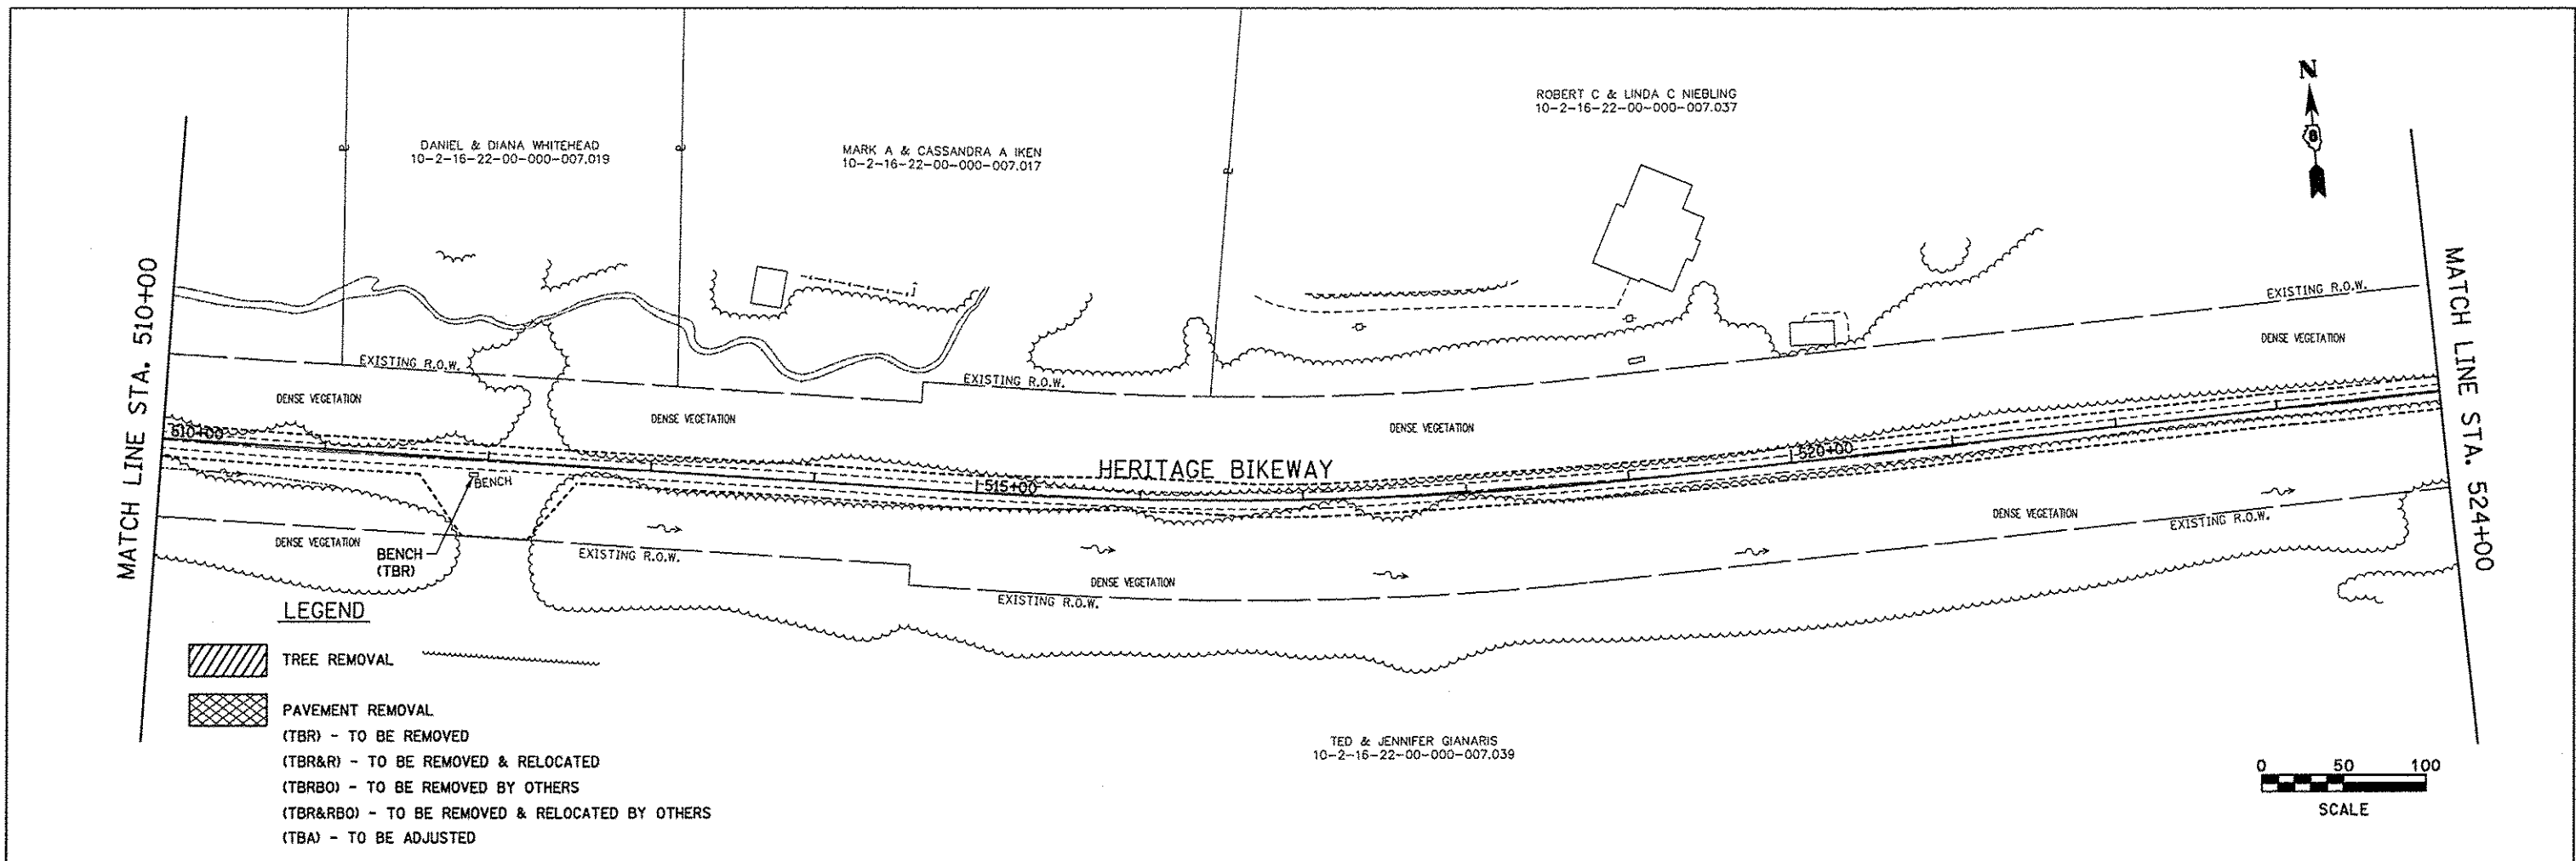 N
8
ROBERT C & LINDA C NIEBLING
10-2-16-22-00-000-007.037
DANIEL & DIANA WHITEHEAD
10-2-16-22-00-000-007.019
MARK A & CASSANDRA A IKEN
10-2-16-22-00-000-007.017
MATCH LINE STA. 510+00
MATCH LINE STA. 524+00
EXISTING R.O.W.
EXISTING R.O.W.
EXISTING R.O.W.
DENSE VEGETATION
DENSE VEGETATION
DENSE VEGETATION
DENSE VEGETATION
510+00
HERITAGE BIKEWAY
515+00
520+00
BENCH
BENCH
(TBR)
DENSE VEGETATION
DENSE VEGETATION
DENSE VEGETATION
EXISTING R.O.W.
EXISTING R.O.W.
EXISTING R.O.W.
LEGEND
TREE REMOVAL
PAVEMENT REMOVAL
(TBR) - TO BE REMOVED
(TBR&R) - TO BE REMOVED & RELOCATED
(TBRBO) - TO BE REMOVED BY OTHERS
(TBR&RBO) - TO BE REMOVED & RELOCATED BY OTHERS
(TBA) - TO BE ADJUSTED
TED & JENNIFER GIANARIS
10-2-16-22-00-000-007.039
0 50 100
SCALE